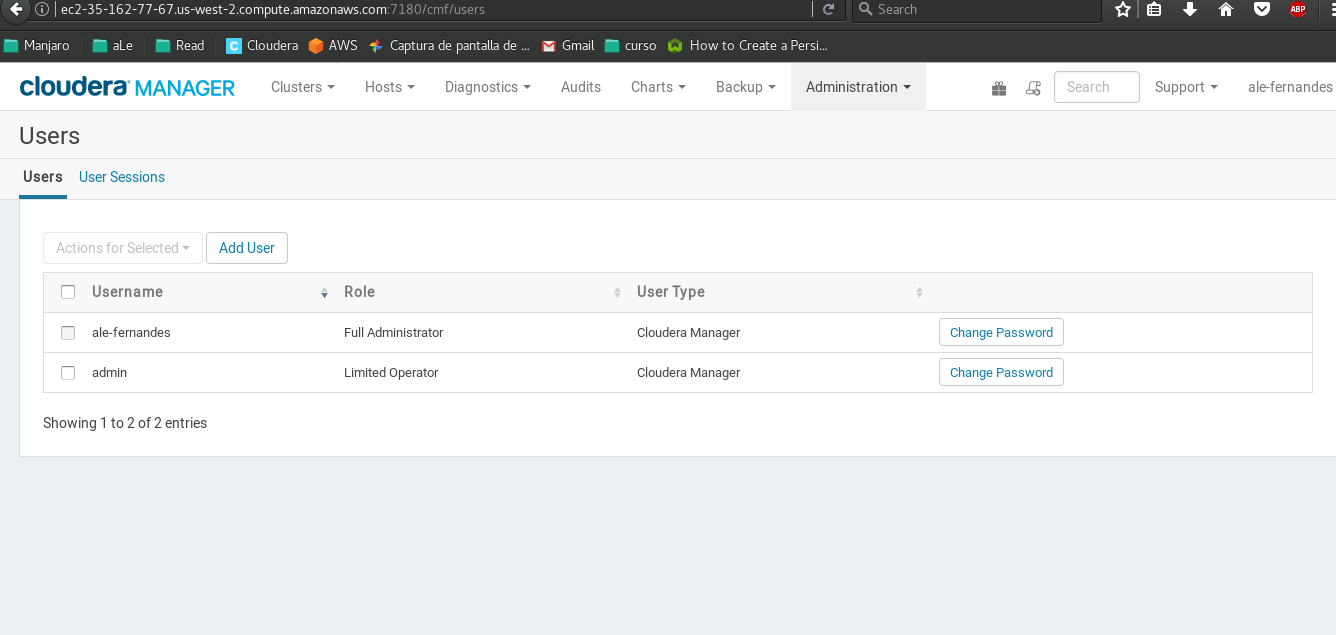 ec2-35-162-77-67.us-west-2.compute.amazonaws.com:7180/cmf/users Search ABP
Manjaro aLe Read C Cloudera AWS Captura de pantalla de ... Gmail curso How to Create a Persi...
cloudera MANAGER Clusters Hosts Diagnostics Audits Charts Backup Administration Search Support ale-fernandes
Users
Users User Sessions
Actions for Selected Add User
Username Role User Type
ale-fernandes Full Administrator Cloudera Manager Change Password
admin Limited Operator Cloudera Manager Change Password
Showing 1 to 2 of 2 entries